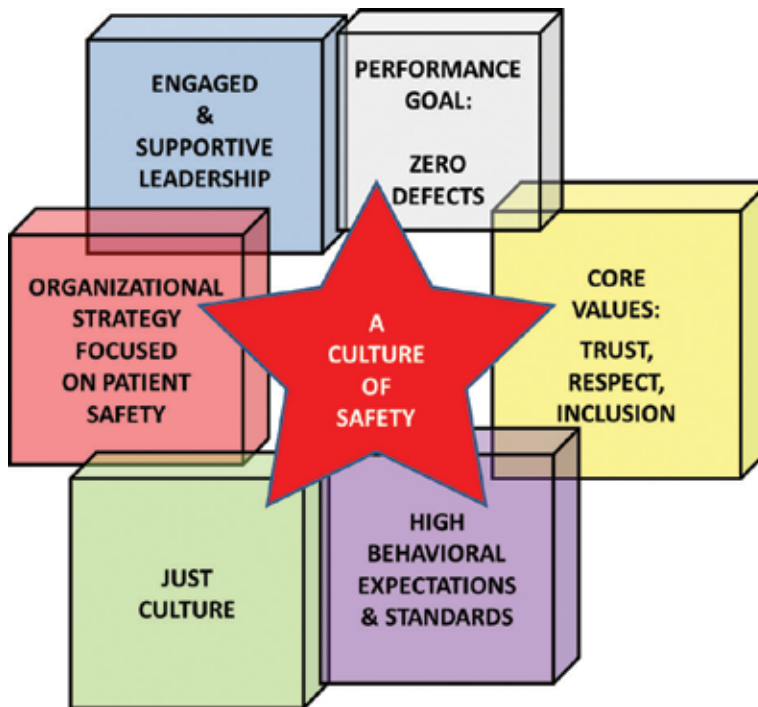 ENGAGED
&
SUPPORTIVE
LEADERSHIP
PERFORMANCE
GOAL:
ZERO
DEFECTS
ORGANIZATIONAL
STRATEGY
FOCUSED
ON PATIENT
SAFETY
A
CULTURE
OF
SAFETY
CORE
VALUES:
TRUST,
RESPECT,
INCLUSION
JUST
CULTURE
HIGH
BEHAVIORAL
EXPECTATIONS
& STANDARDS